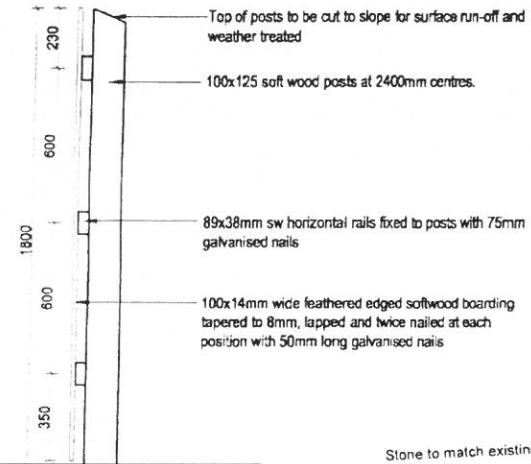 230
Top of posts to be cut to slope for surface run-off and
weather treated
100x125 soft wood posts at 2400mm centres.
600
1800
89x38mm sw horizontal rails fixed to posts with 75mm
galvanised nails
600
100x14mm wide feathered edged softwood boarding
tapered to 8mm, lapped and twice nailed at each
position with 50mm long galvanised nails
350
Stone to match existin